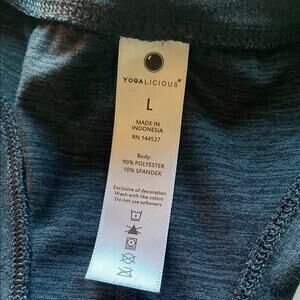 YOGALICIOUS®
L
MADE IN
INDONESIA
RN 144527
Body:
90% POLYESTER
10% SPANDEX
Exclusive of decoration
Wash with like colors
Do not use softeners